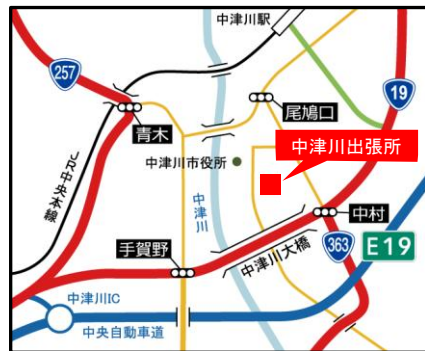 中津川駅
257
19
尾鳩口
青木
中津川出張所
中津川市役所
JR中央本線
中津川
中村
手賀野
中津川大橋
363
E19
中津川IC
中央自動車道